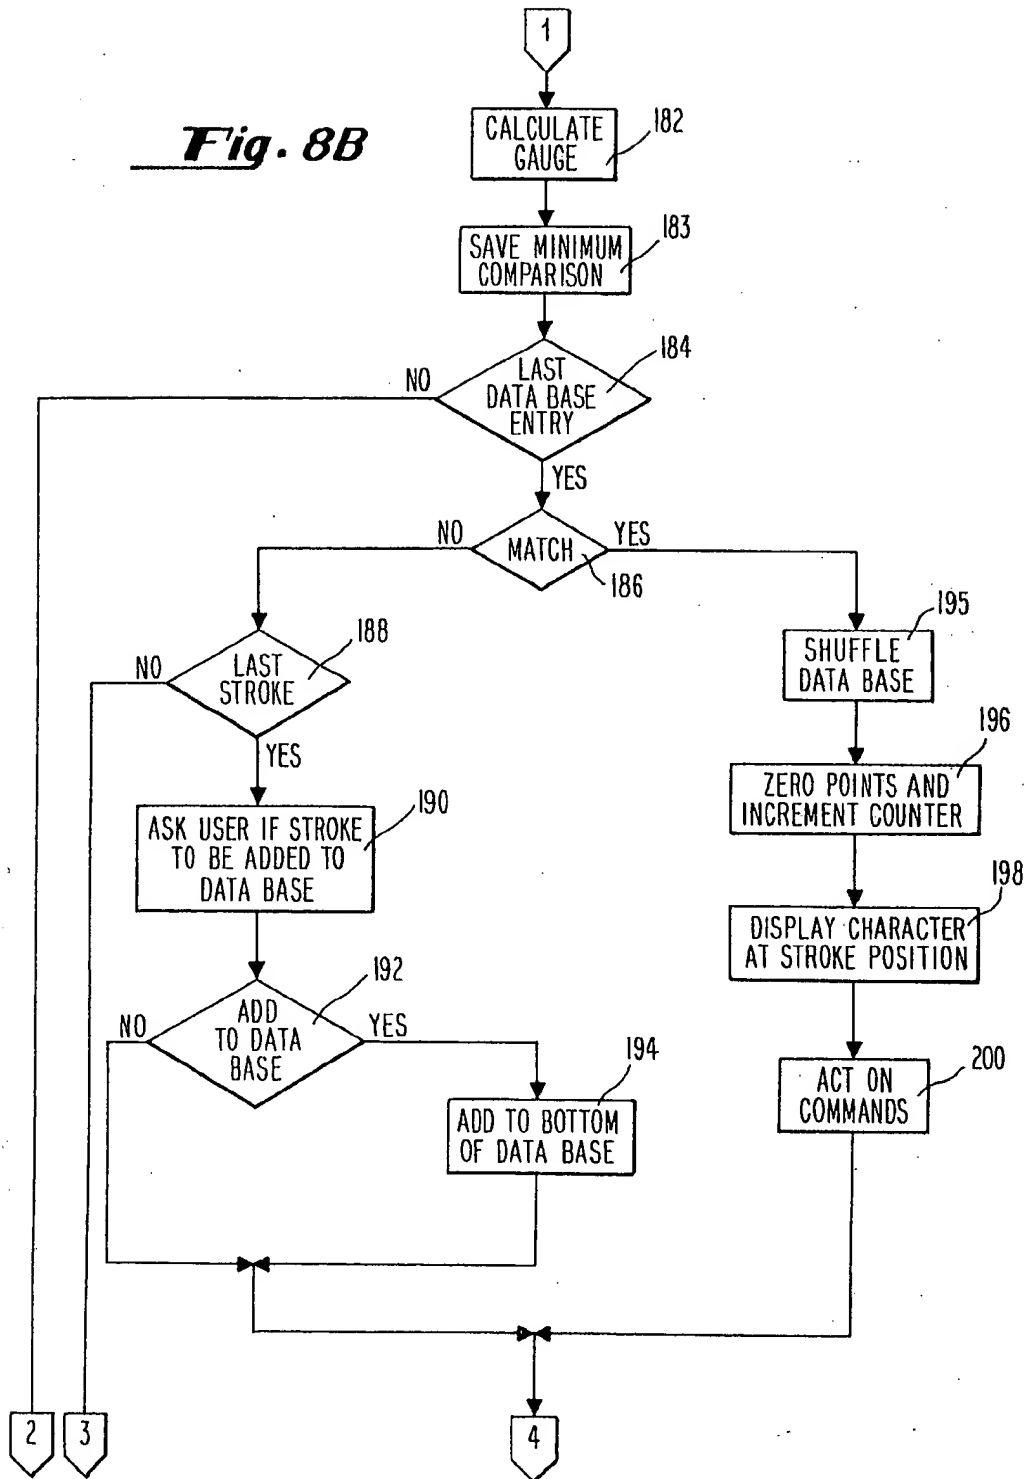 1
Fig. 8B
CALCULATE
GAUGE
182
SAVE MINIMUM
COMPARISON
183
LAST
DATA BASE
ENTRY
184
NO
YES
MATCH
186
NO
YES
LAST
STROKE
188
NO
YES
SHUFFLE
DATA BASE
195
ZERO POINTS AND
INCREMENT COUNTER
196
ASK USER IF STROKE
TO BE ADDED TO
DATA BASE
190
DISPLAY CHARACTER
AT STROKE POSITION
198
ADD
TO DATA
BASE
192
NO
YES
ADD TO BOTTOM
OF DATA BASE
194
ACT ON
COMMANDS
200
2
3
4